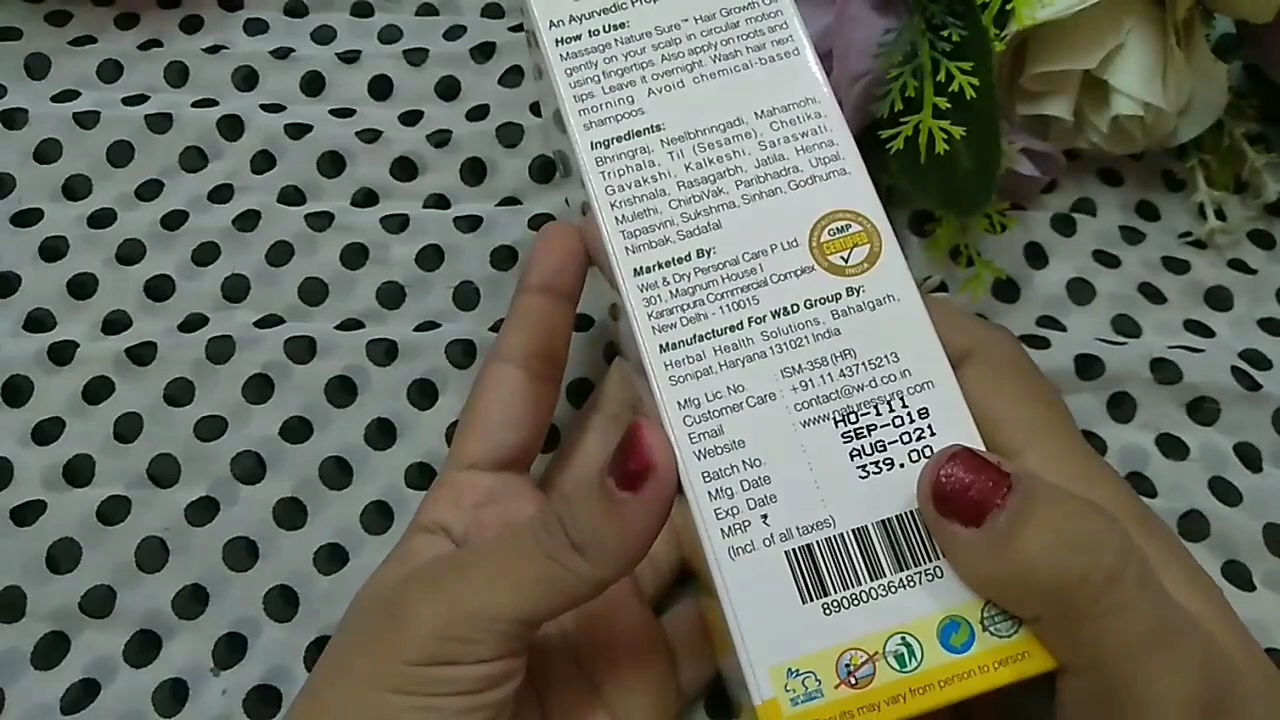 An Ayurvedic
How to Use:
Massage Nature Sure™ Hair Growth Oil
gently on your scalp in circular motion
using fingertips. Also apply on roots and
tips. Leave it overnight. Wash hair next
morning. Avoid chemical-based
shampoos.
Ingredients:
Bhringraj, Neelbhringadi, Mahamohi,
Triphala, Til (Sesame), Chetika,
Gavakshi, Kalkeshi, Saraswati,
Krishnala, Rasagarbh, Jatila, Henna,
Mulethi, ChirbiVak, Paribhadra, Utpal,
Tapasvini, Sukshma, Sinhan, Godhuma,
Nimbak, Sadafal
GMP
CERTIFIED
INDIA
Marketed By:
Wet & Dry Personal Care P Ltd.
301, Magnum House I
Karampura Commercial Complex
New Delhi - 110015
Manufactured For W&D Group By:
Herbal Health Solutions, Bahalgarh,
Sonipat, Haryana 131021 India
Mfg. Lic. No. : ISM-358 (HR)
Customer Care : +91.11.43715213
Email : contact@w-d.co.in
Website : www.naturessure.com
Batch No. : HO-111
Mfg. Date : SEP-018
Exp. Date : AUG-021
MRP ₹ : 339.00
(Incl. of all taxes)
8908003648750
Results may vary from person to person